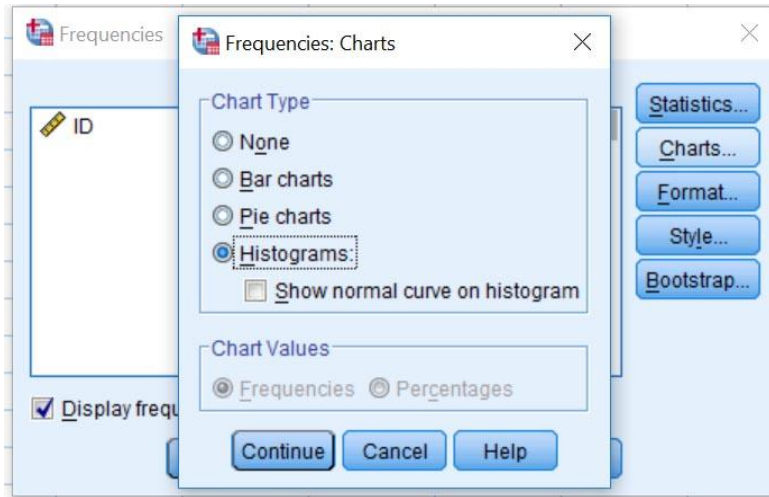 Frequencies
Frequencies: Charts
ID
Chart Type
None
Bar charts
Pie charts
Histograms:
Show normal curve on histogram
Chart Values
Frequencies Percentages
Continue Cancel Help
Display frequ
Statistics...
Charts...
Format...
Style...
Bootstrap...